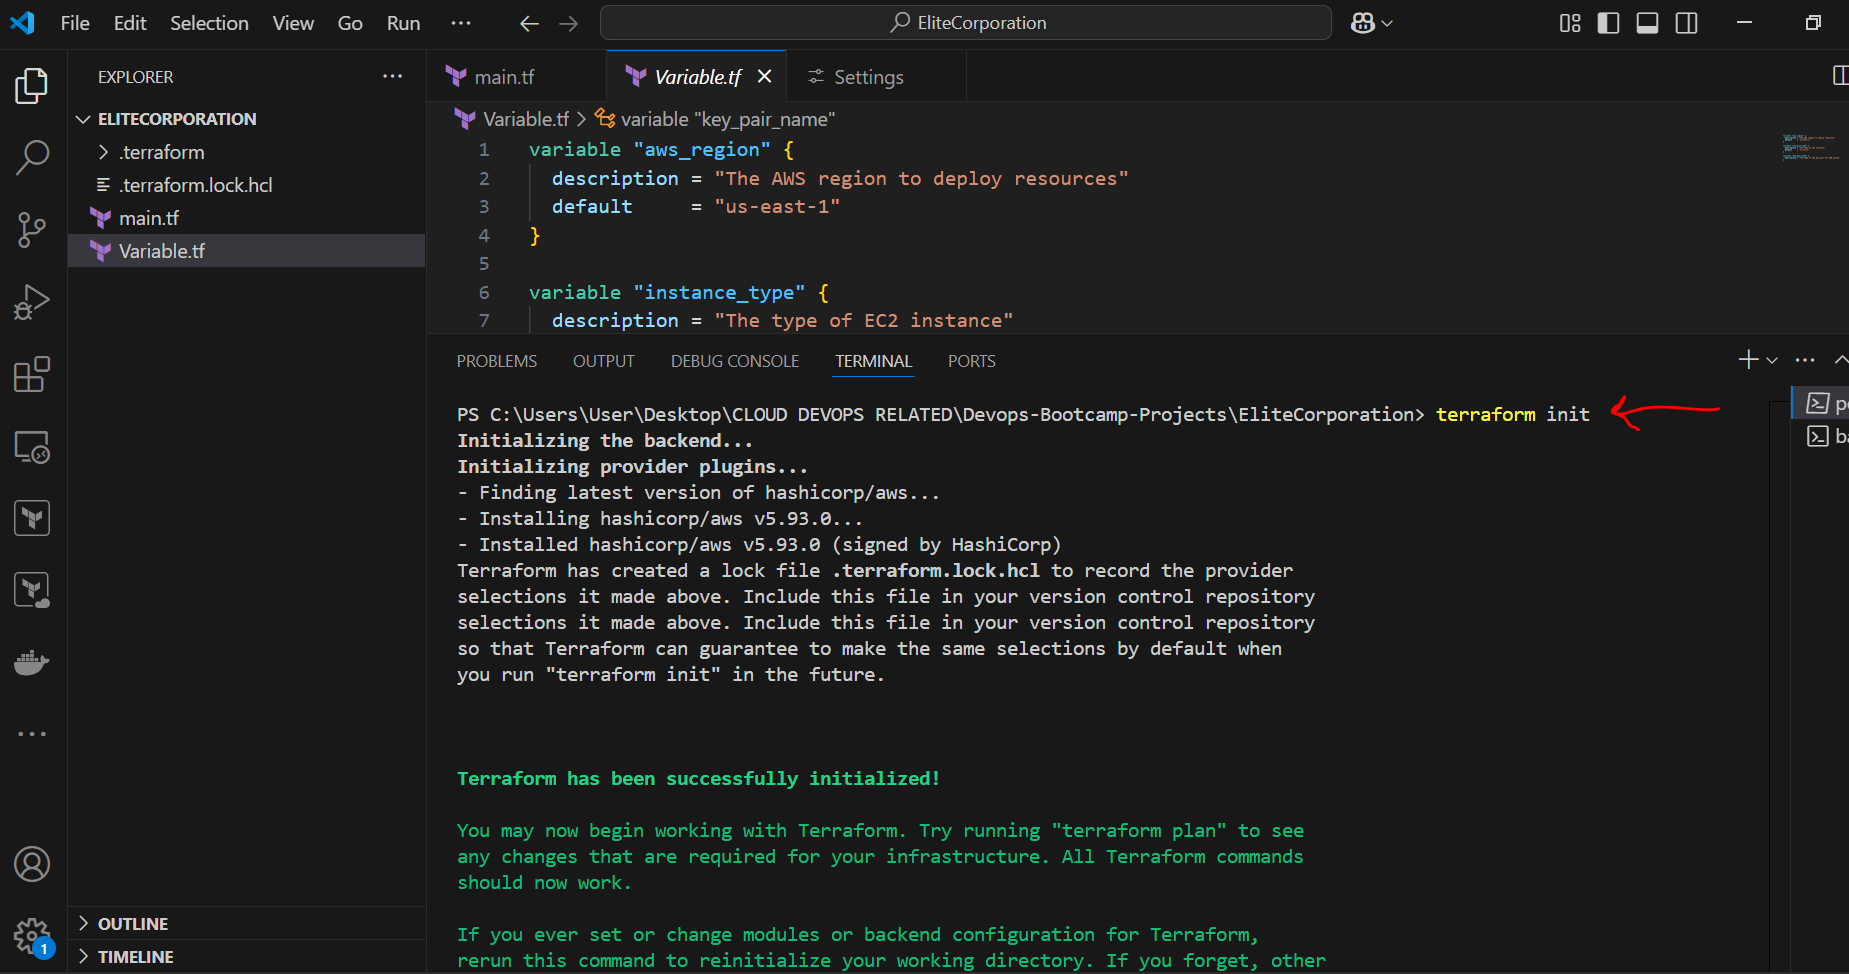 File Edit Selection View Go Run ...
EliteCorporation
EXPLORER
ELITECORPORATION
.terraform
.terraform.lock.hcl
main.tf
Variable.tf
OUTLINE
TIMELINE
1
main.tf
Variable.tf
Settings
Variable.tf > variable "key_pair_name"
1 variable "aws_region" {
2 description = "The AWS region to deploy resources"
3 default = "us-east-1"
4 }
5
6 variable "instance_type" {
7 description = "The type of EC2 instance"
PROBLEMS OUTPUT DEBUG CONSOLE TERMINAL PORTS
PS C:\Users\User\Desktop\CLOUD DEVOPS RELATED\Devops-Bootcamp-Projects\EliteCorporation> terraform init
Initializing the backend...
Initializing provider plugins...
- Finding latest version of hashicorp/aws...
- Installing hashicorp/aws v5.93.0...
- Installed hashicorp/aws v5.93.0 (signed by HashiCorp)
Terraform has created a lock file .terraform.lock.hcl to record the provider
selections it made above. Include this file in your version control repository
selections it made above. Include this file in your version control repository
so that Terraform can guarantee to make the same selections by default when
you run "terraform init" in the future.
Terraform has been successfully initialized!
You may now begin working with Terraform. Try running "terraform plan" to see
any changes that are required for your infrastructure. All Terraform commands
should now work.
If you ever set or change modules or backend configuration for Terraform,
rerun this command to reinitialize your working directory. If you forget, other